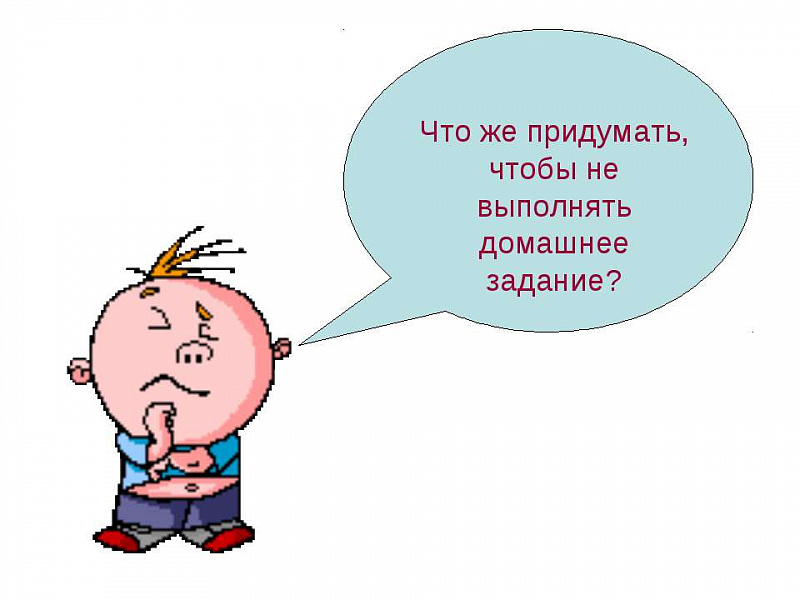 Что же придумать,
чтобы не
выполнять
домашнее
задание?